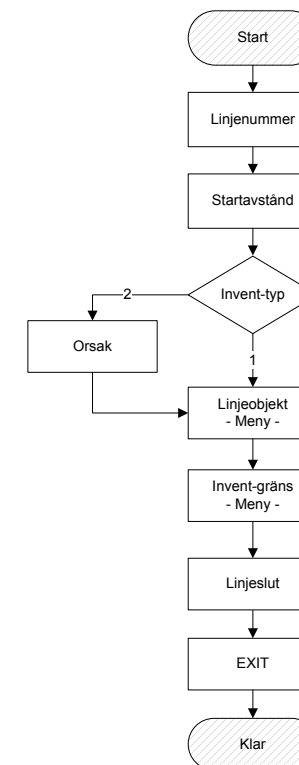 Start
Linjenummer
Startavstånd
Invent-typ
2
Orsak
1
Linjeobjekt
- Meny -
Invent-gräns
- Meny -
Linjeslut
EXIT
Klar